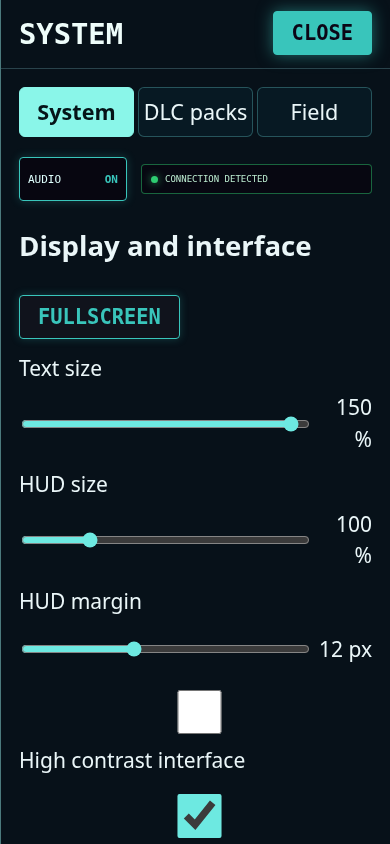 SYSTEM
CLOSE
System
DLC packs
Field
AUDIO
ON
CONNECTION DETECTED
Display and interface
FULLSCREEN
Text size
150
%
HUD size
100
%
HUD margin
12 px
High contrast interface